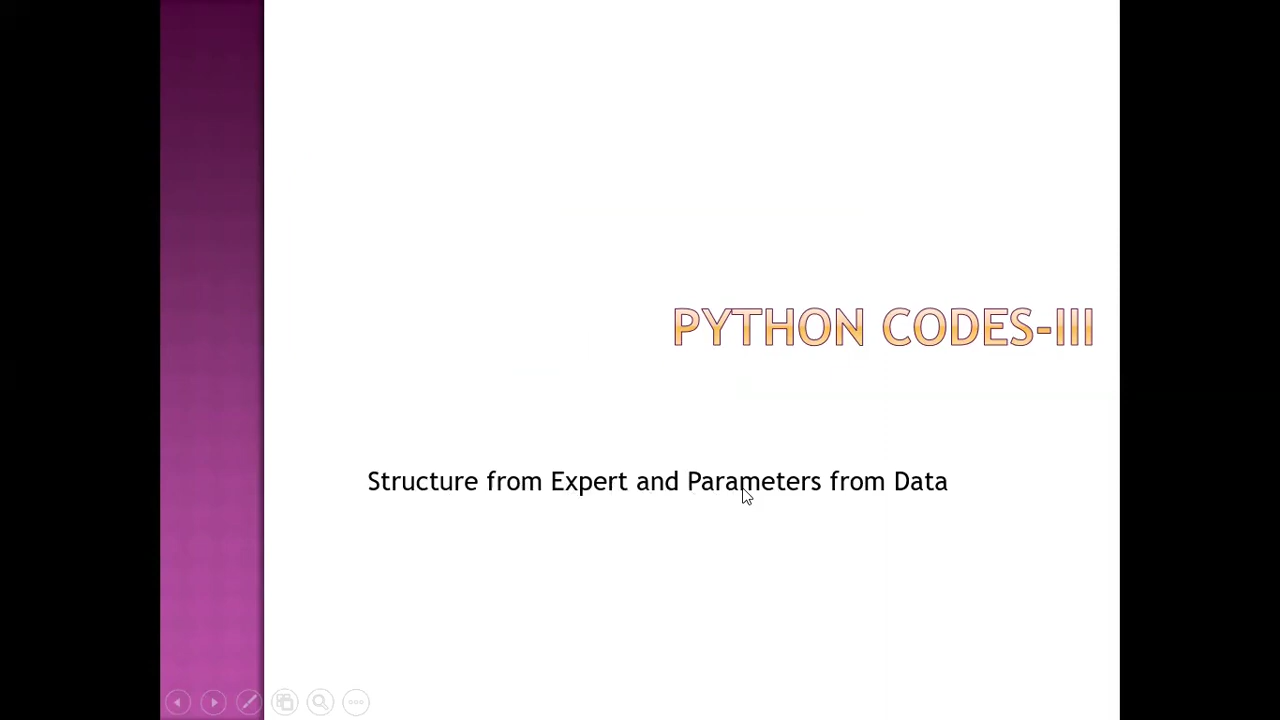 PYTHON CODES-III
Structure from Expert and Parameters from Data